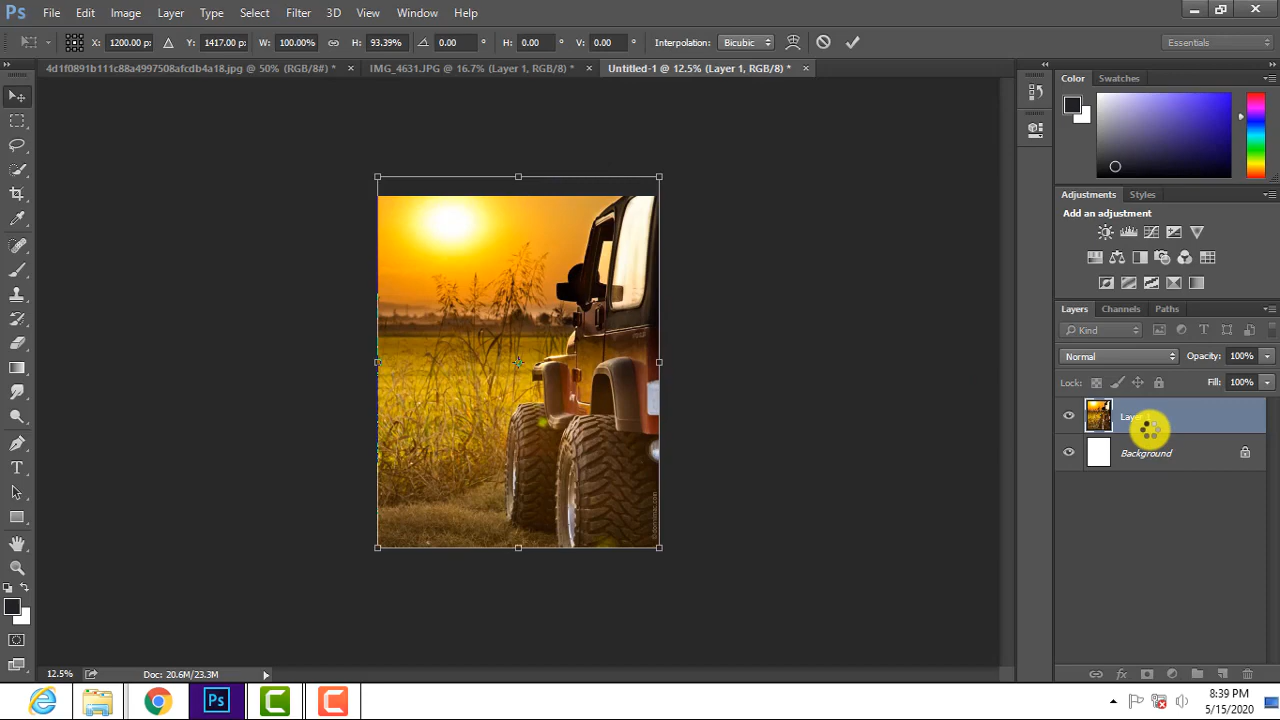 Ps File Edit Image Layer Type Select Filter 3D View Window Help
X: 1200.00 p: Y: 1417.00 p: W: 100.00% H: 93.39% 0.00 ° H: 0.00 ° V: 0.00 ° Interpolation: Bicubic Essentials
4d1f0891b111c88a4997508afcdb4a18.jpg @ 50% (RGB/8#) * × IMG_4631.JPG @ 16.7% (Layer 1, RGB/8) * × Untitled-1 @ 12.5% (Layer 1, RGB/8) * ×
Color Swatches
Adjustments Styles
Add an adjustment
Layers Channels Paths
Kind
Normal Opacity: 100%
Lock: Fill: 100%
Background
12.5% Doc: 20.6M/23.3M
Ps
8:39 PM
5/15/2020